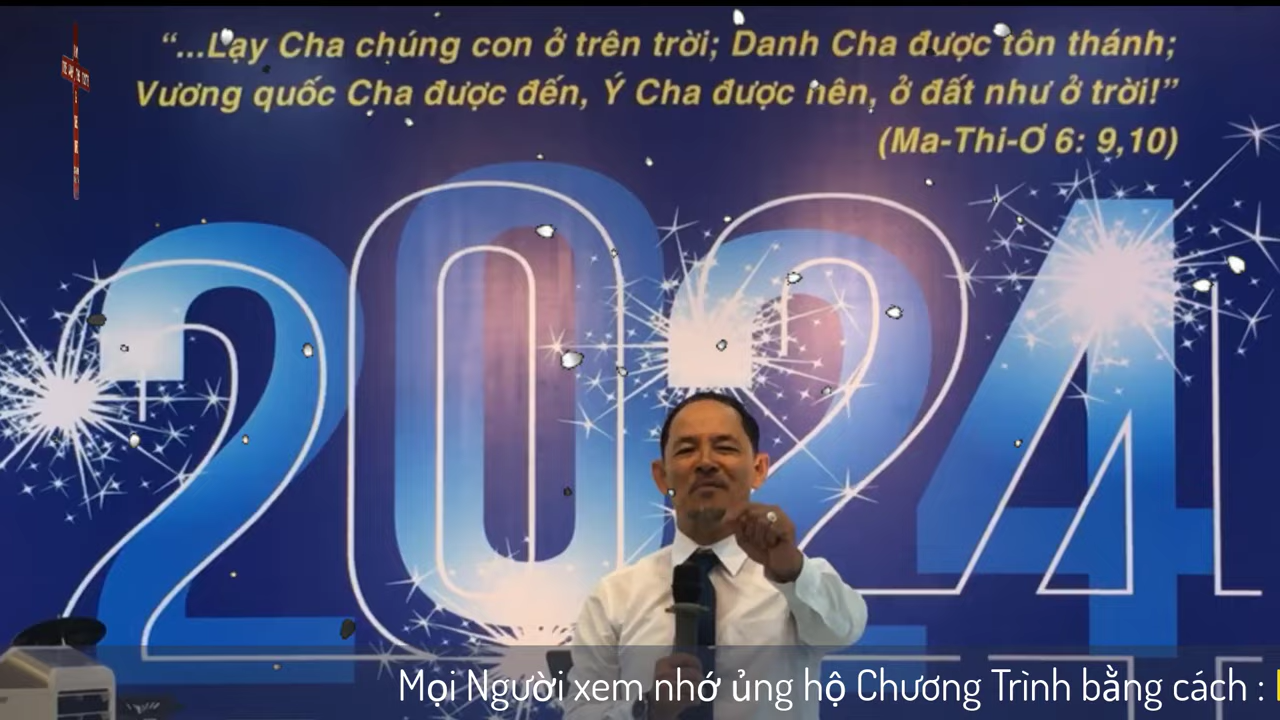 “...Lạy Cha chúng con ở trên trời; Danh Cha được tôn thánh;
Vương quốc Cha được đến, Ý Cha được nên, ở đất như ở trời!”
(Ma-Thi-Ơ 6: 9,10)
2024
Mọi Người xem nhớ ủng hộ Chương Trình bằng cách :